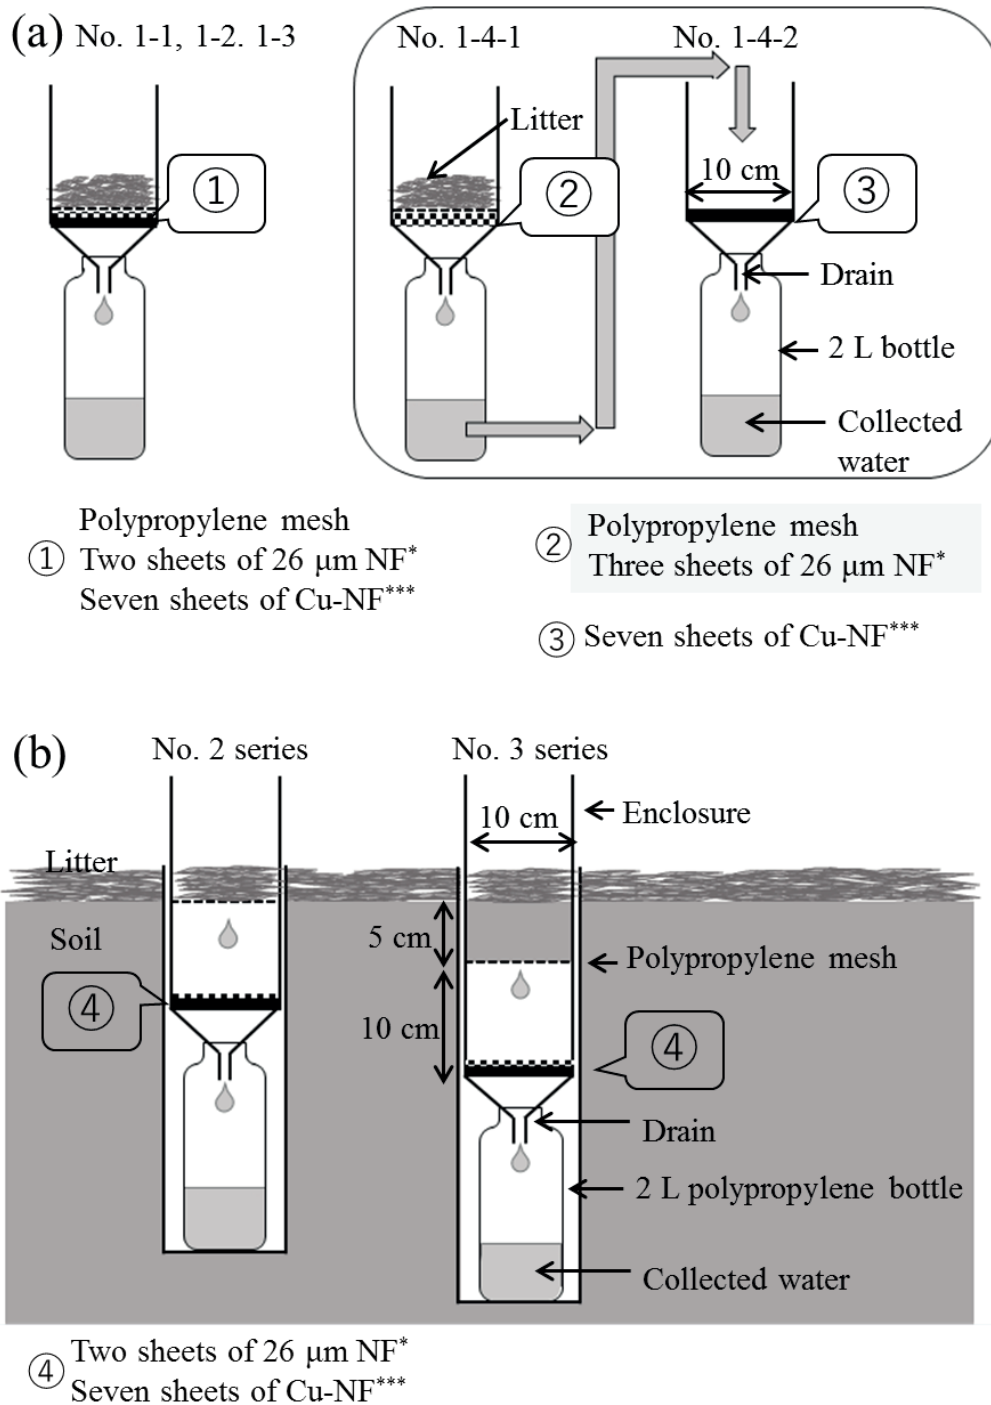 (a) No. 1-1, 1-2. 1-3
No. 1-4-1
No. 1-4-2
Litter
①
②
10 cm
③
Drain
2 L bottle
Collected
water
① Polypropylene mesh
Two sheets of 26 μm NF*
Seven sheets of Cu-NF***
② Polypropylene mesh
Three sheets of 26 μm NF*
③ Seven sheets of Cu-NF***
(b) No. 2 series
No. 3 series
10 cm
Enclosure
Litter
Soil
5 cm
Polypropylene mesh
④
10 cm
④
Drain
2 L polypropylene bottle
Collected water
④ Two sheets of 26 μm NF*
Seven sheets of Cu-NF***